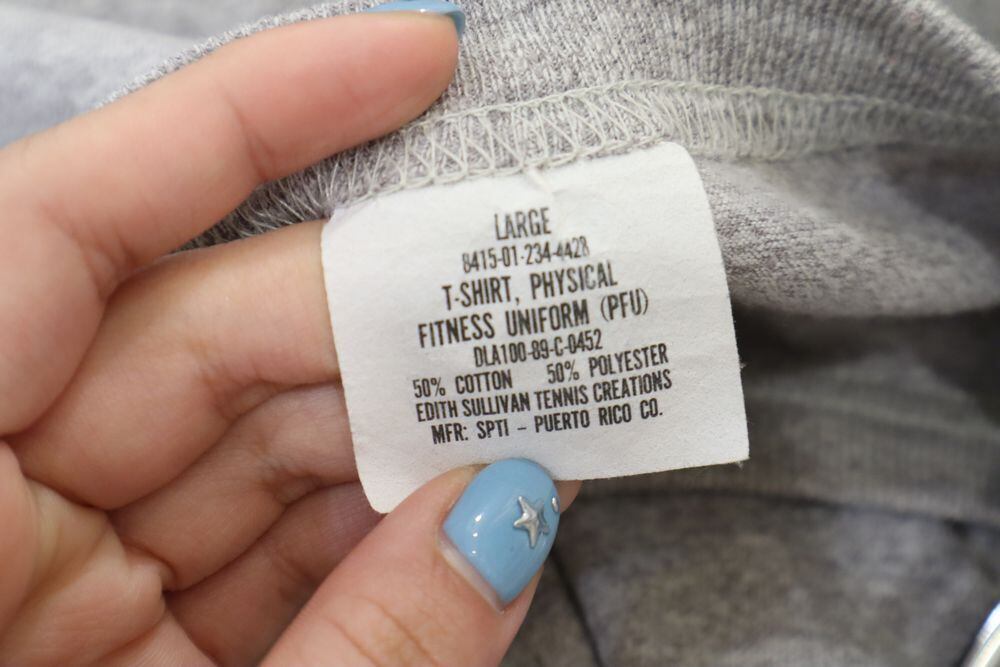 LARGE
8415-01-234-4428
T-SHIRT, PHYSICAL
FITNESS UNIFORM (PFU)
DLA100-89-C-0452
50% COTTON 50% POLYESTER
EDITH SULLIVAN TENNIS CREATIONS
MFR: SPTI - PUERTO RICO CO.